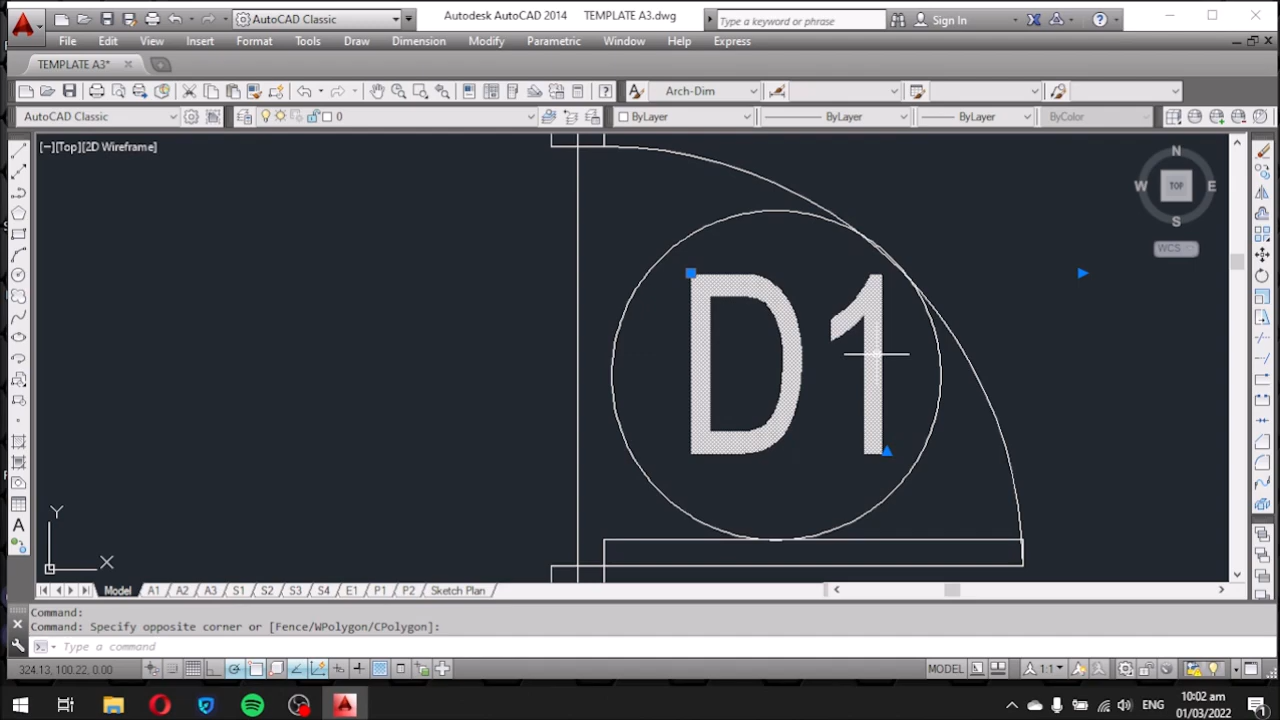 AutoCAD Classic
Autodesk AutoCAD 2014 TEMPLATE A3.dwg
Type a keyword or phrase
Sign In
File Edit View Insert Format Tools Draw Dimension Modify Parametric Window Help Express
TEMPLATE A3*
Arch-Dim
AutoCAD Classic
0
ByLayer
ByLayer
ByLayer
ByColor
[−][Top][2D Wireframe]
N
W TOP E
S
WCS
D1
Y
X
Model A1 A2 A3 S1 S2 S3 S4 E1 P1 P2 Sketch Plan
Command:
Command: Specify opposite corner or [Fence/WPolygon/CPolygon]:
Type a command
324.13, 100.22, 0.00
MODEL
1:1
ENG
10:02 am
01/03/2022